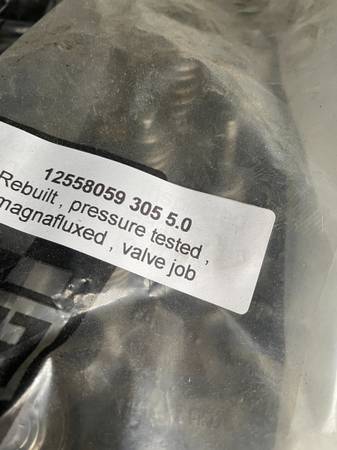 12558059 305 5.0
Rebuilt , pressure tested ,
magnafluxed , valve job